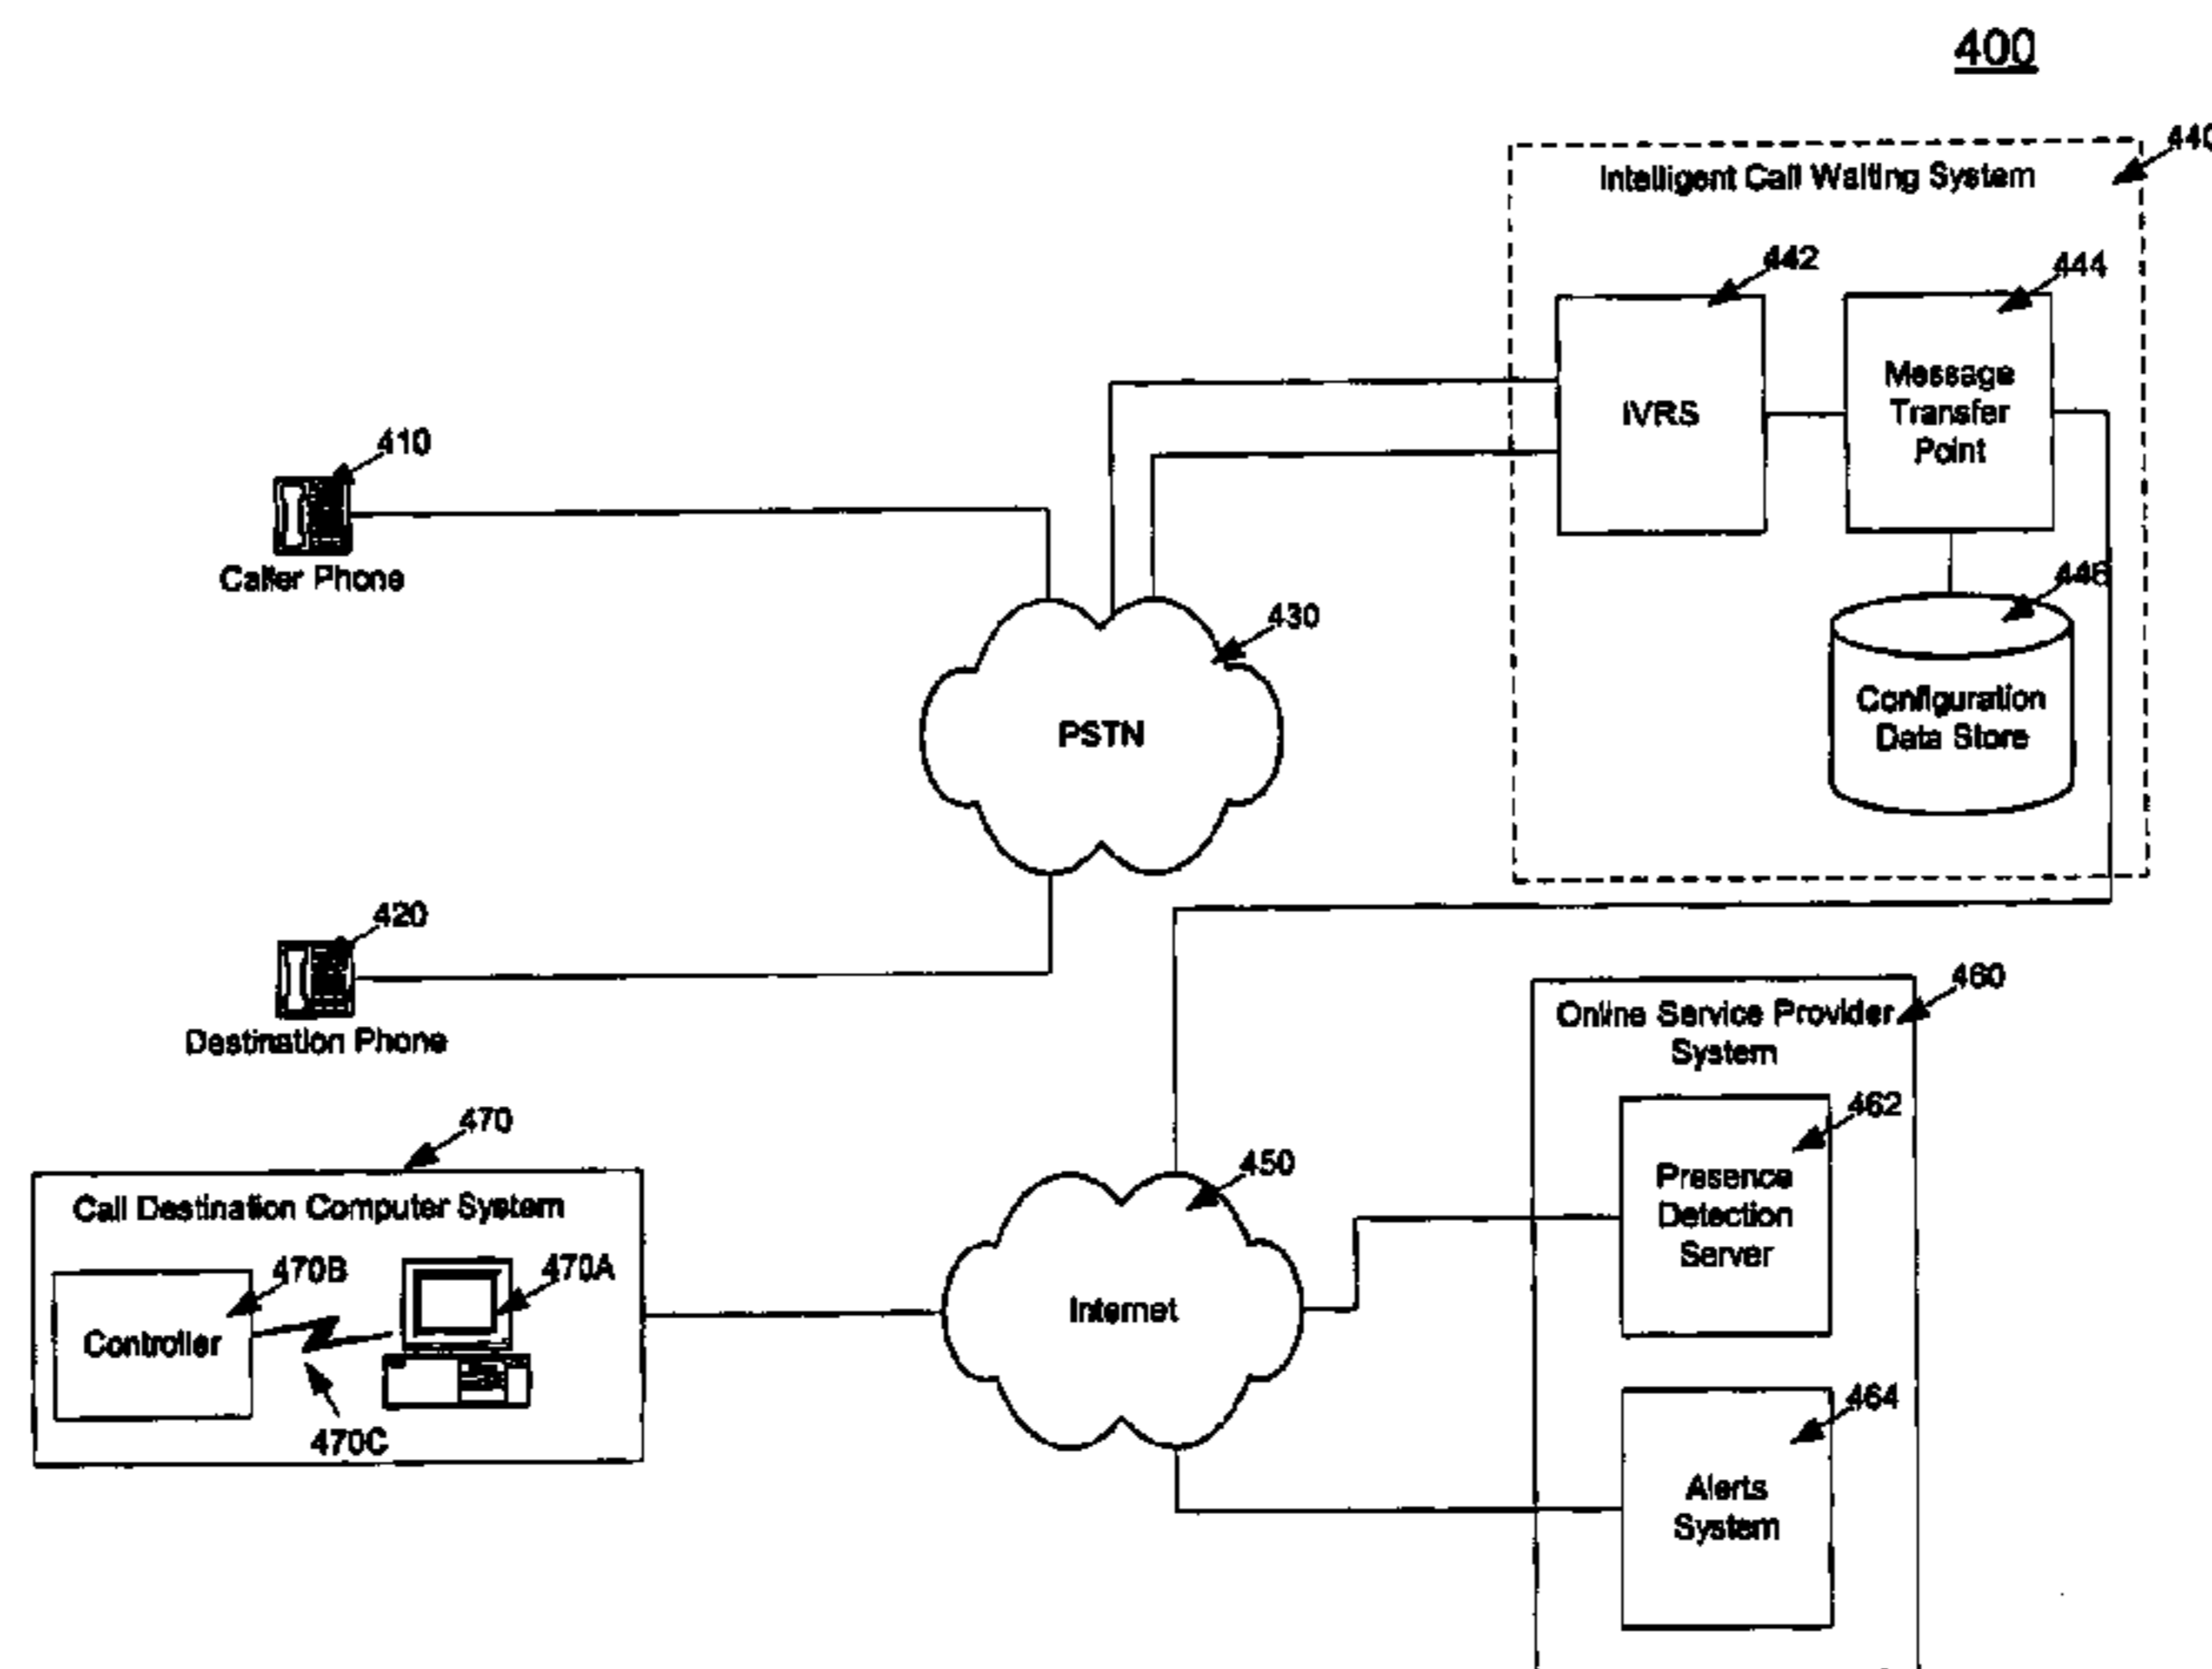 400
440
Intelligent Call Waiting System
442
444
IVRS
Message
Transfer
Point
446
Configuration
Data Store
410
Caller Phone
430
PSTN
420
Destination Phone
460
Online Service Provider
System
462
Presence
Detection
Server
464
Alerts
System
450
Internet
470
Call Destination Computer System
470B
470A
Controller
470C